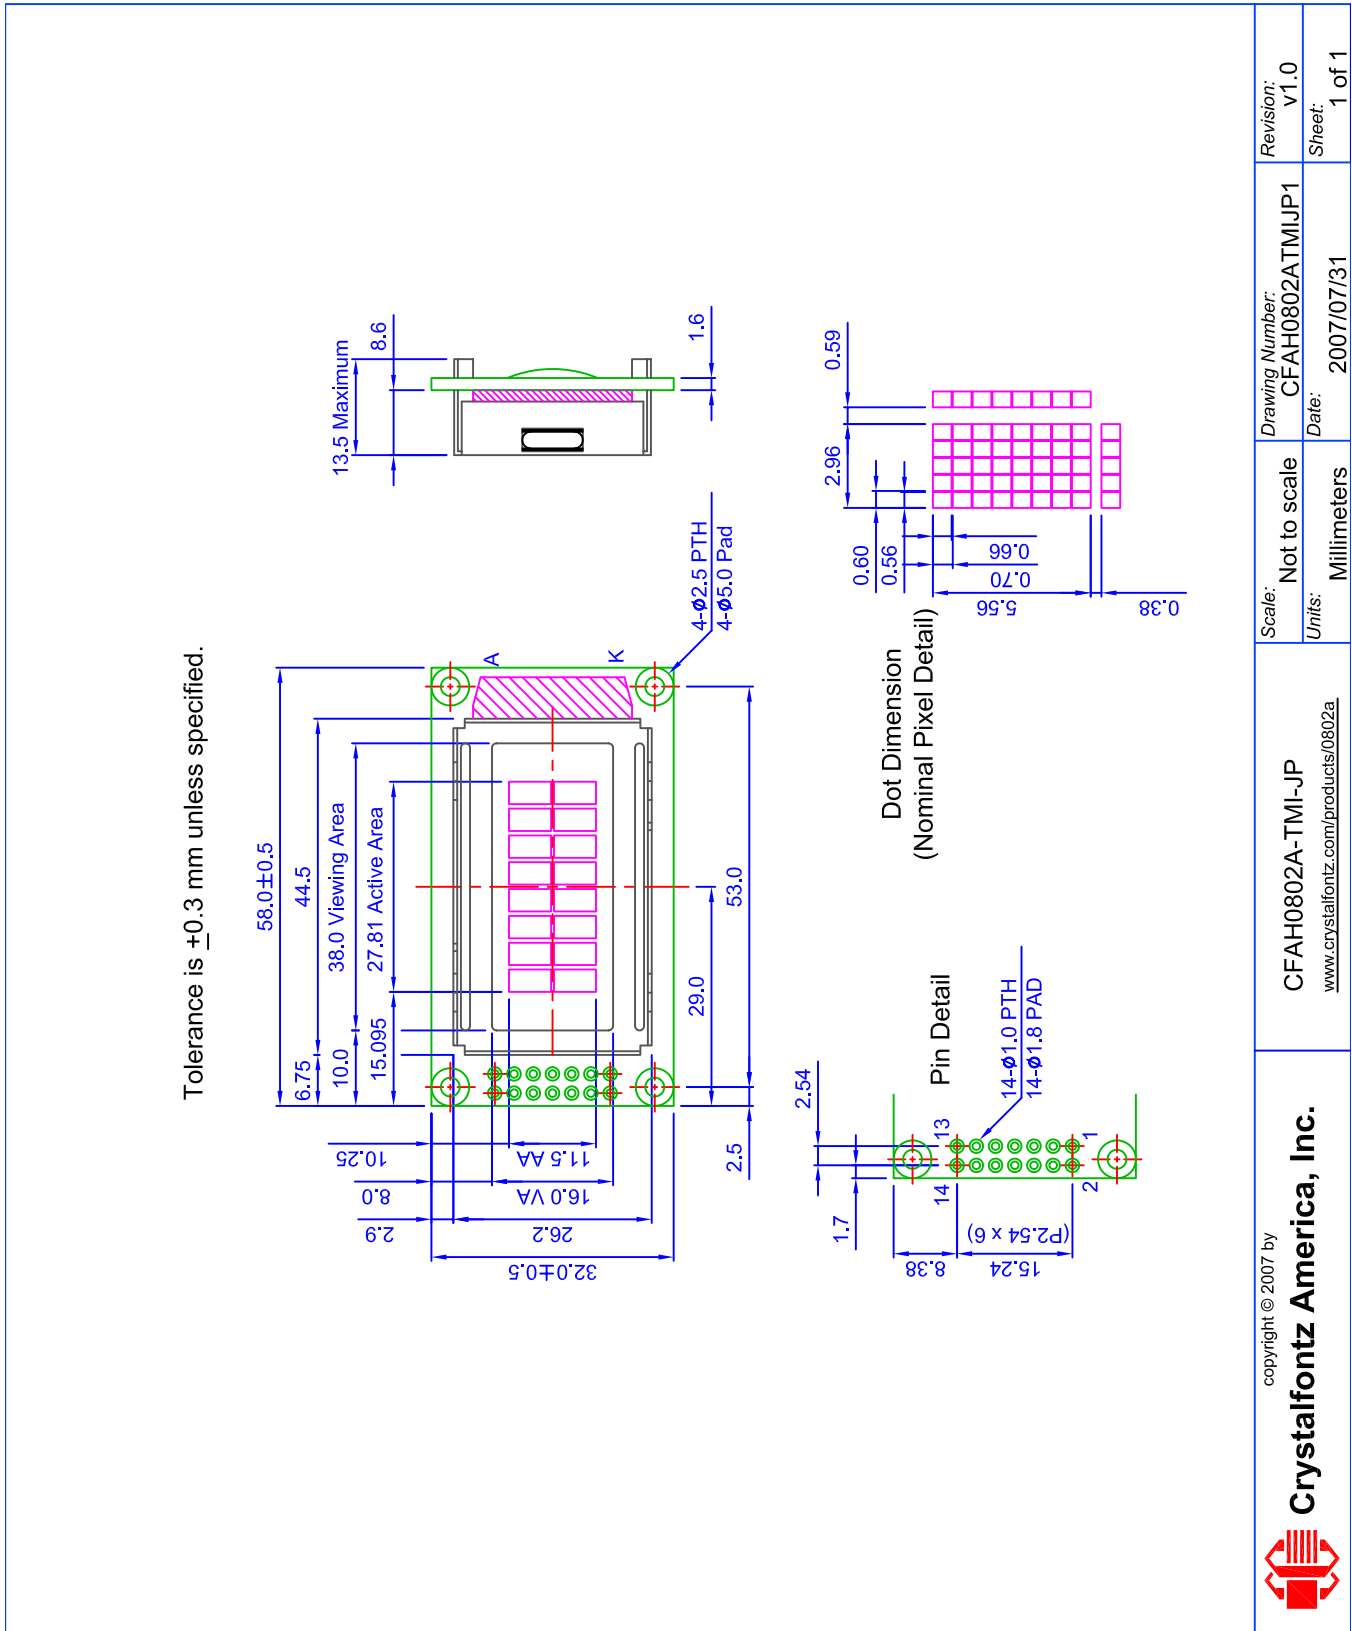 Tolerance is ±0.3 mm unless specified.
58.0±0.5
44.5
38.0 Viewing Area
27.81 Active Area
6.75
10.0
15.095
10.25
11.5 AA
8.0
16.0 VA
2.9
26.2
32.0±0.5
2.5
29.0
53.0
A
K
4-ø2.5 PTH
4-ø5.0 Pad
13.5 Maximum
8.6
1.6
Pin Detail
14-ø1.0 PTH
14-ø1.8 PAD
2.54
1.7
13
14
1
2
8.38
15.24
(P2.54 x 6)
Dot Dimension
(Nominal Pixel Detail)
0.59
2.96
0.60
0.56
0.66
0.70
5.56
0.38
copyright © 2007 by
Crystalfontz America, Inc.
CFAH0802A-TMI-JP
www.crystalfontz.com/products/0802a
Scale:
Not to scale
Units:
Millimeters
Drawing Number:
CFAH0802ATMIJP1
Date:
2007/07/31
Revision:
v1.0
Sheet:
1 of 1